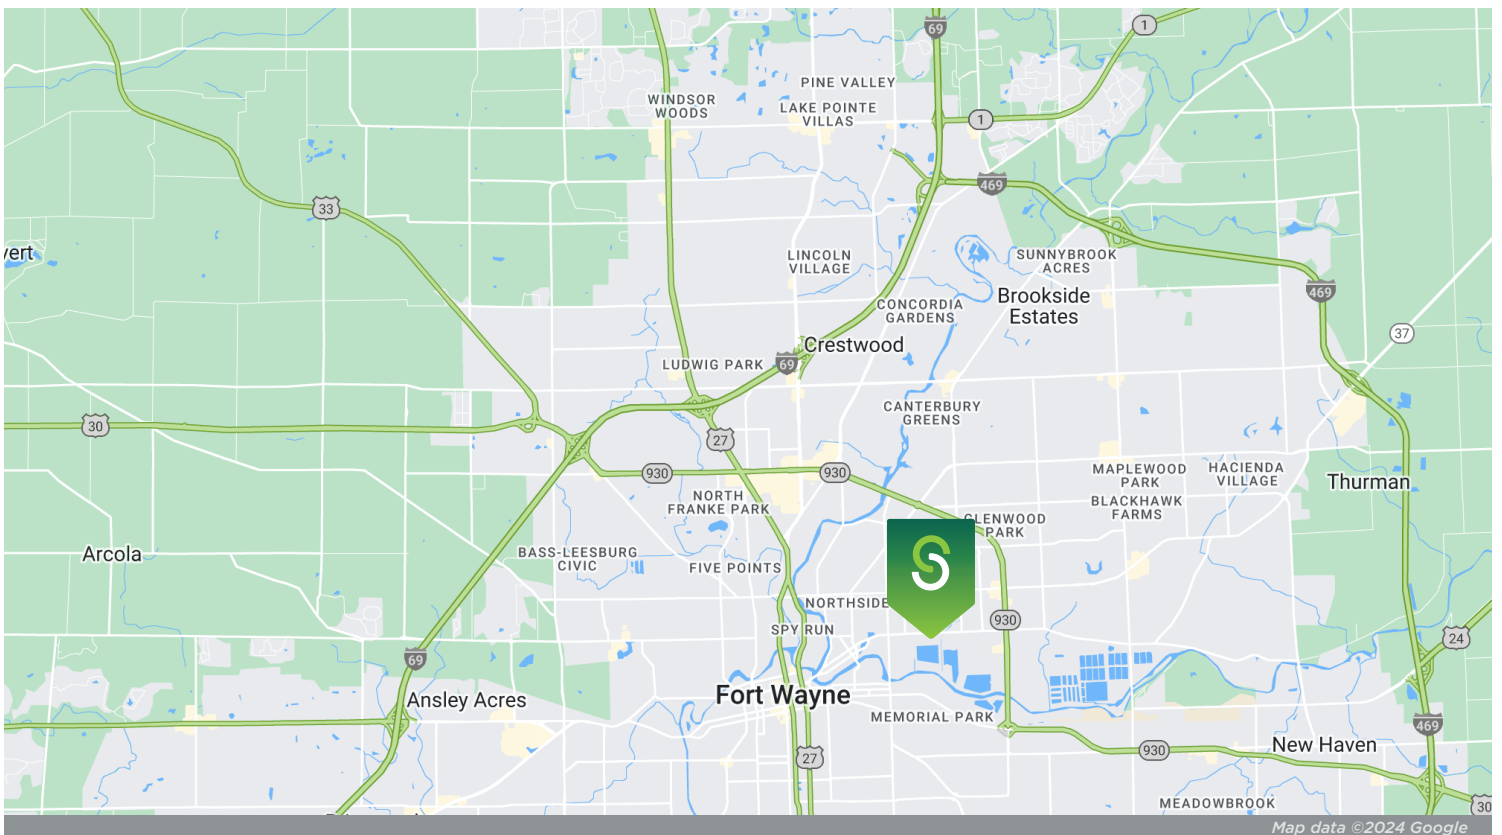 69
1
PINE VALLEY
WINDSOR
WOODS
LAKE POINTE
VILLAS
1
469
33
vert
LINCOLN
VILLAGE
SUNNYBROOK
ACRES
Brookside
Estates
469
CONCORDIA
GARDENS
37
Crestwood
LUDWIG PARK
69
CANTERBURY
GREENS
30
27
930
930
MAPLEWOOD
PARK
HACIENDA
VILLAGE
Thurman
NORTH
FRANKE PARK
BLACKHAWK
FARMS
GLENWOOD
PARK
Arcola
BASS-LEESBURG
CIVIC
FIVE POINTS
S
NORTHSIDE
930
SPY RUN
24
69
Ansley Acres
Fort Wayne
MEMORIAL PARK
469
New Haven
930
27
MEADOWBROOK
30
Map data ©2024 Google